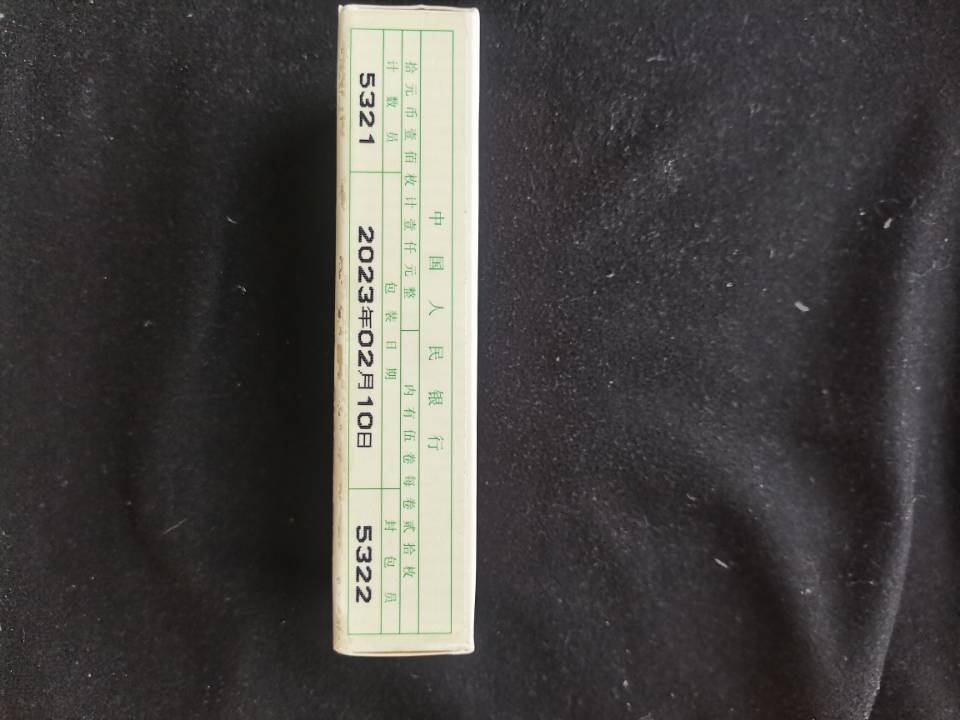 中国人民银行
拾元币壹佰枚计壹仟元整 内有伍卷每卷贰拾枚
计数员 包装日期 封包员
5321 2023年02月10日 5322